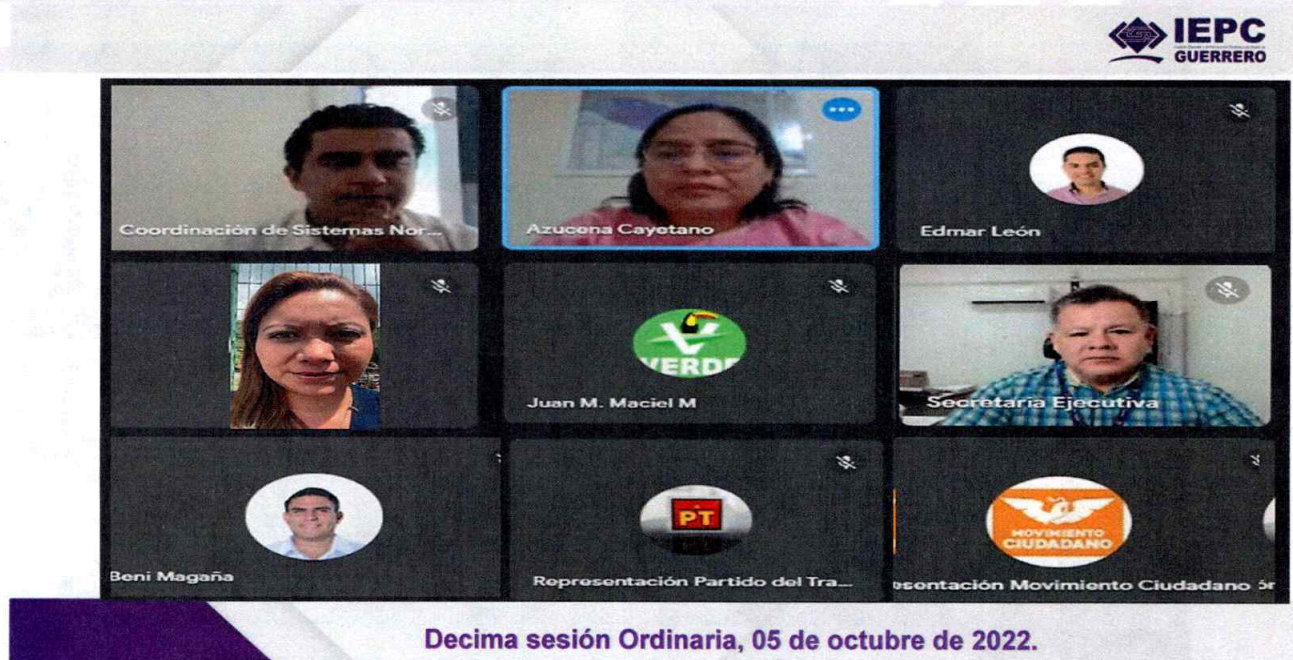 IEPC
GUERRERO
Coordinación de Sistemas Nor...
Azucena Cayetano
Edmar León
VERDE
Juan M. Maciel M
Secretaria Ejecutiva
Beni Magaña
PT
Representación Partido del Tra...
MOVIMIENTO
CIUDADANO
esentación Movimiento Ciudadano
Decima sesión Ordinaria, 05 de octubre de 2022.